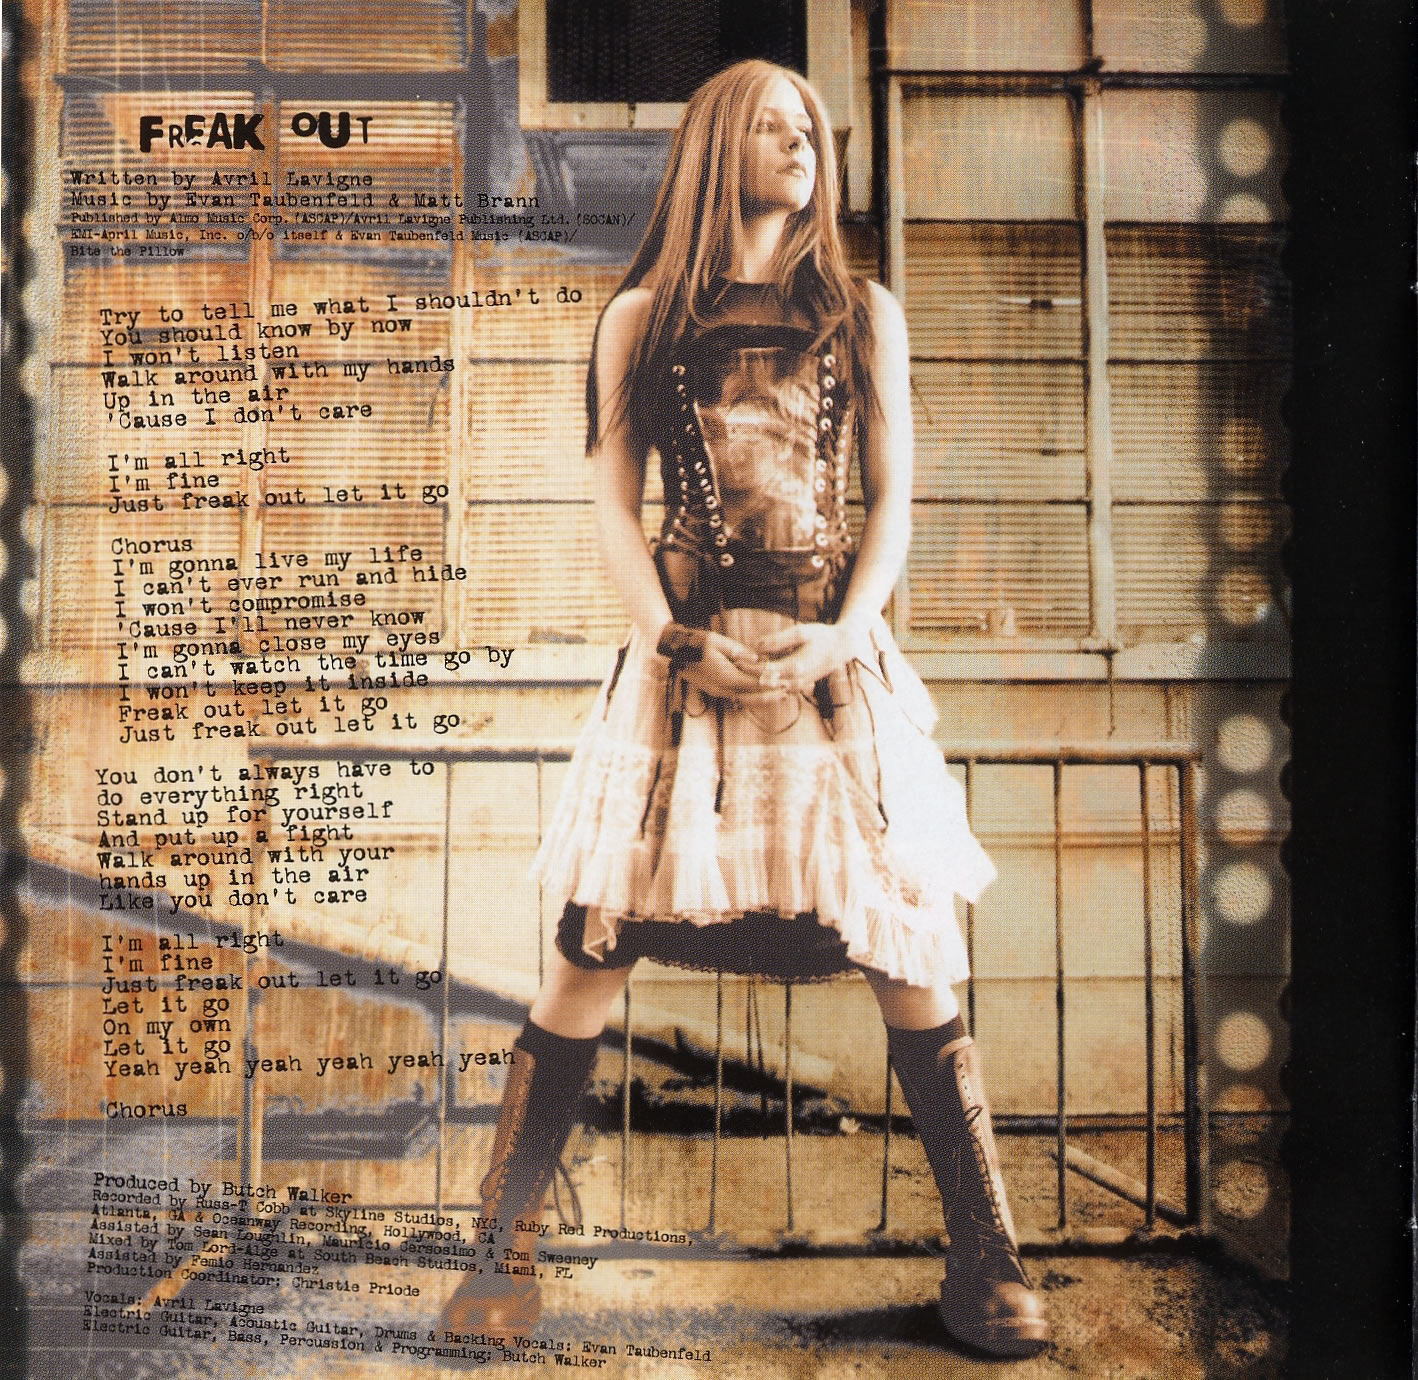 FREAK OUT
Written by Avril Lavigne
Music by Evan Taubenfeld & Matt Brann
Published by Almo Music Corp. (ASCAP)/Avril Lavigne Publishing Ltd. (SOCAN)/
EMI-April Music, Inc. o/b/o itself & Evan Taubenfeld Music (ASCAP)/
Bite the Pillow
Try to tell me what I shouldn't do
You should know by now
I won't listen
Walk around with my hands
Up in the air
'Cause I don't care
I'm all right
I'm fine
Just freak out let it go
Chorus
I'm gonna live my life
I can't ever run and hide
I won't compromise
'Cause I'll never know
I'm gonna close my eyes
I can't watch the time go by
I won't keep it inside
Freak out let it go
Just freak out let it go
You don't always have to
do everything right
Stand up for yourself
And put up a fight
Walk around with your
hands up in the air
Like you don't care
I'm all right
I'm fine
Just freak out let it go
Let it go
On my own
Let it go
Yeah yeah yeah yeah yeah yeah
Chorus
Produced by Butch Walker
Recorded by Russ-T Cobb at Skyline Studios, NYC, Ruby Red Productions,
Atlanta, GA & Oceanway Recording, Hollywood, CA
Assisted by Sean Loughlin, Mauricio Cersosimo & Tom Sweeney
Mixed by Tom Lord-Alge at South Beach Studios, Miami, FL
Assisted by Femio Hernandez
Production Coordinator: Christie Priode
Vocals: Avril Lavigne
Electric Guitar, Acoustic Guitar, Drums & Backing Vocals: Evan Taubenfeld
Electric Guitar, Bass, Percussion & Programming: Butch Walker